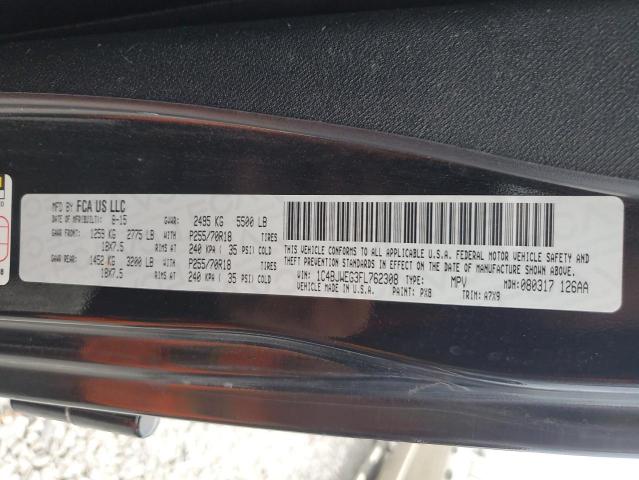 MFD BY FCA US LLC
DATE OF MFR(BUILT): 8-15 GVWR: 2495 KG 5500 LB
GAWR FRONT: 1259 KG 2775 LB WITH P255/70R18 TIRES
18X7.5 RIMS AT 240 KPA ( 35 PSI) COLD
GAWR REAR: 1452 KG 3200 LB WITH P255/70R18 TIRES
18X7.5 RIMS AT 240 KPA ( 35 PSI) COLD
THIS VEHICLE CONFORMS TO ALL APPLICABLE U.S.A. FEDERAL MOTOR VEHICLE SAFETY AND
THEFT PREVENTION STANDARDS IN EFFECT ON THE DATE OF MANUFACTURE SHOWN ABOVE.
VIN: 1C4BJWEG3FL762308 TYPE: MPV MDH: 080317 126AA
VEHICLE MADE IN U.S.A. PAINT: PX8 TRIM: A7X9